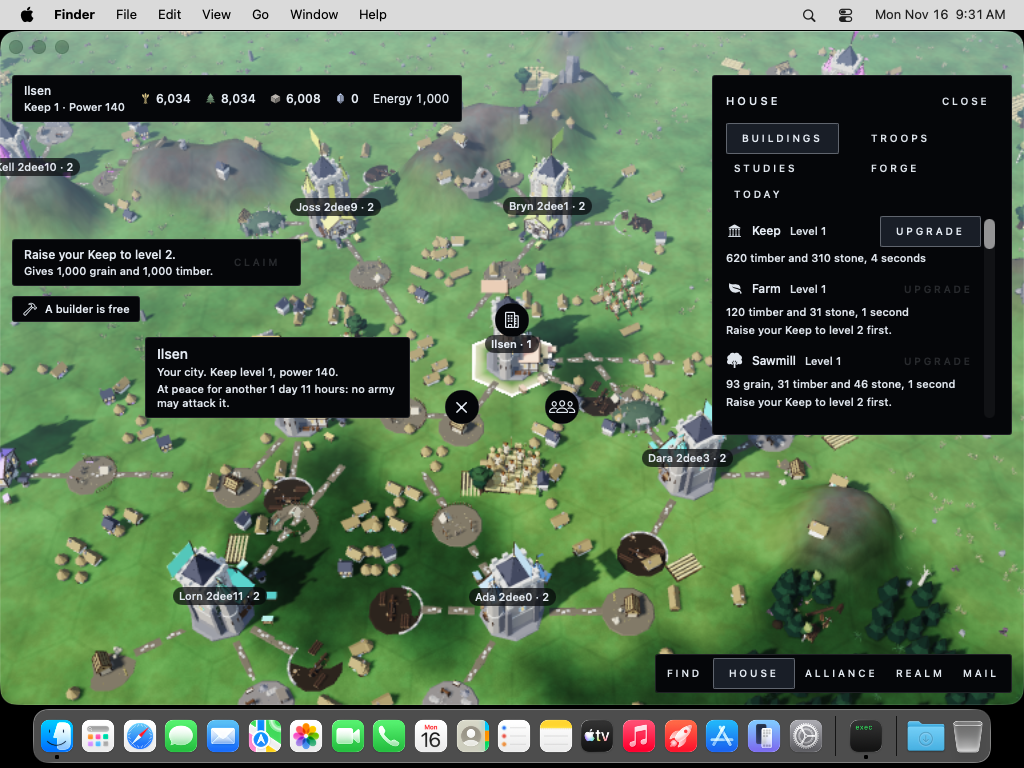 Finder File Edit View Go Window Help Mon Nov 16 9:31 AM
Ilsen
Keep 1 · Power 140
6,034 8,034 6,008 0 Energy 1,000
HOUSE CLOSE
BUILDINGS TROOPS
STUDIES FORGE
TODAY
Keep Level 1 UPGRADE
620 timber and 310 stone, 4 seconds
Farm Level 1 UPGRADE
120 timber and 31 stone, 1 second
Raise your Keep to level 2 first.
Sawmill Level 1 UPGRADE
93 grain, 31 timber and 46 stone, 1 second
Raise your Keep to level 2 first.
Kell 2dee10 · 2
Joss 2dee9 · 2
Bryn 2dee1 · 2
Raise your Keep to level 2.
Gives 1,000 grain and 1,000 timber.
CLAIM
A builder is free
Ilsen · 1
Ilsen
Your city. Keep level 1, power 140.
At peace for another 1 day 11 hours: no army
may attack it.
Dara 2dee3 · 2
Lorn 2dee11 · 2
Ada 2dee0 · 2
FIND HOUSE ALLIANCE REALM MAIL
Mon
16
tv
exec